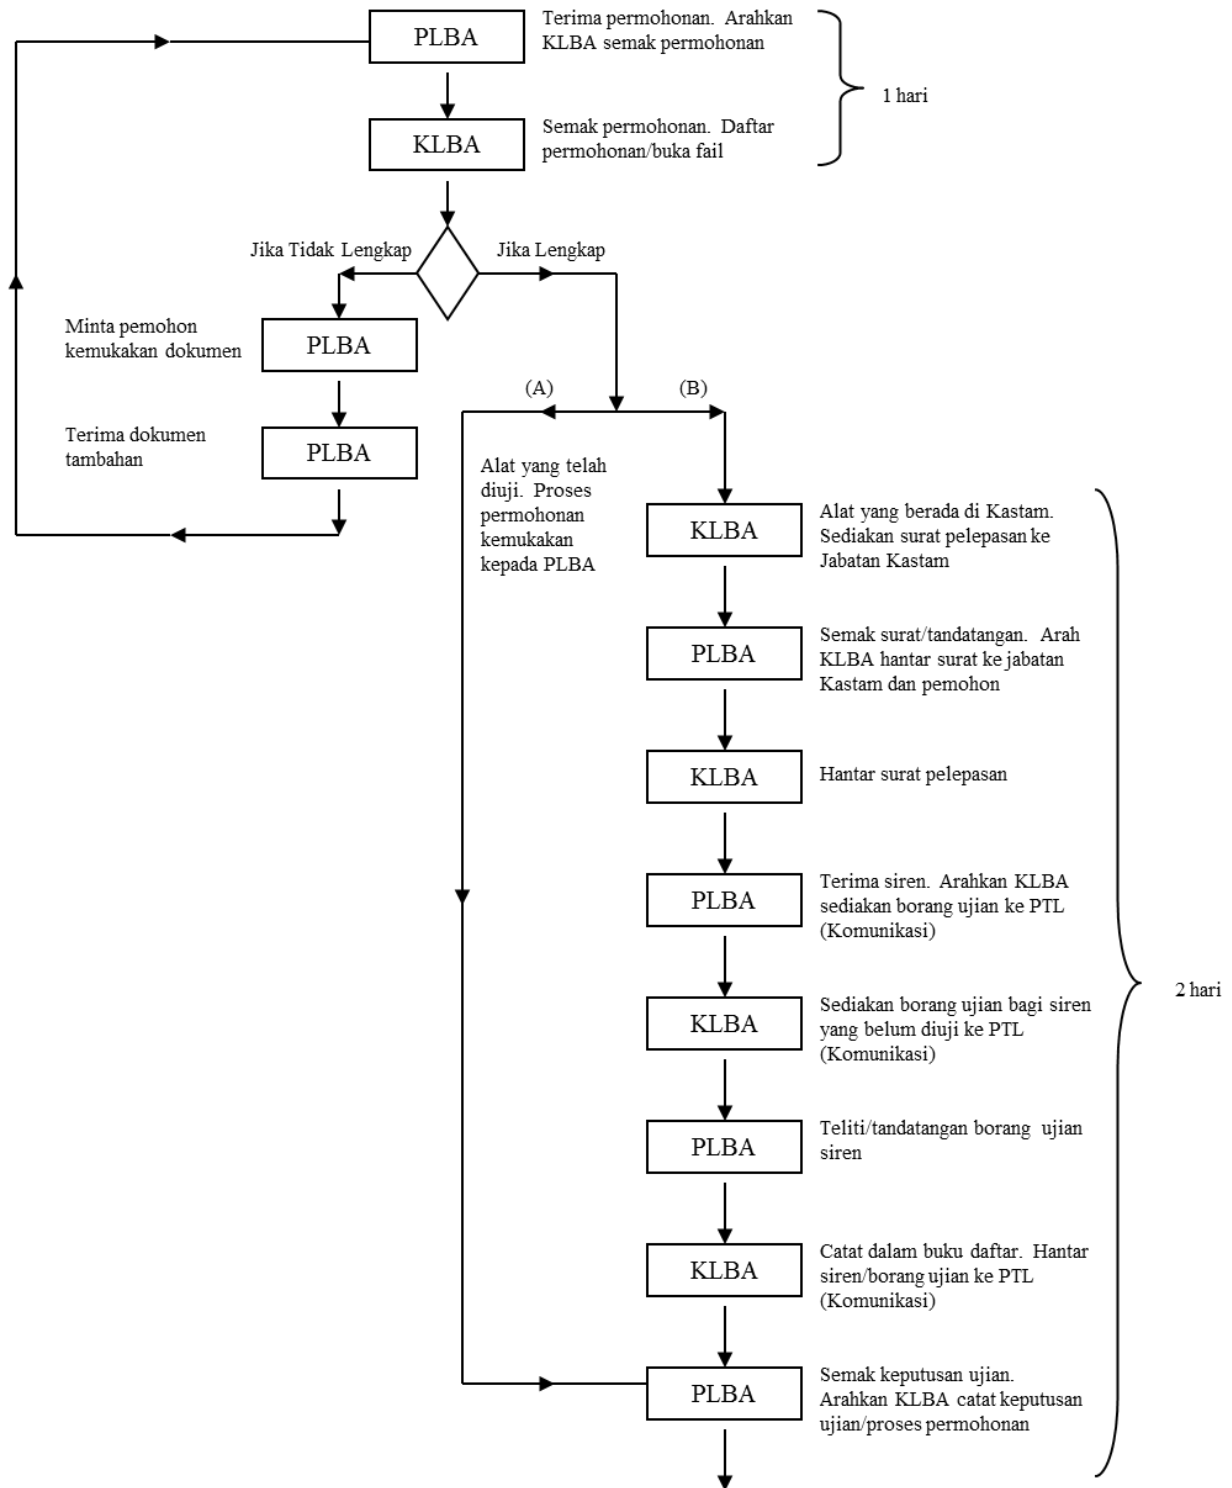 PLBA
Terima permohonan. Arahkan
KLBA semak permohonan
1 hari
KLBA
Semak permohonan. Daftar
permohonan/buka fail
Jika Tidak Lengkap
Jika Lengkap
Minta pemohon
kemukakan dokumen
PLBA
Terima dokumen
tambahan
PLBA
(A)
(B)
Alat yang telah
diuji. Proses
permohonan
kemukakan
kepada PLBA
KLBA
Alat yang berada di Kastam.
Sediakan surat pelepasan ke
Jabatan Kastam
PLBA
Semak surat/tandatangan. Arah
KLBA hantar surat ke jabatan
Kastam dan pemohon
KLBA
Hantar surat pelepasan
PLBA
Terima siren. Arahkan KLBA
sediakan borang ujian ke PTL
(Komunikasi)
2 hari
KLBA
Sediakan borang ujian bagi siren
yang belum diuji ke PTL
(Komunikasi)
PLBA
Teliti/tandatangan borang ujian
siren
KLBA
Catat dalam buku daftar. Hantar
siren/borang ujian ke PTL
(Komunikasi)
PLBA
Semak keputusan ujian.
Arahkan KLBA catat keputusan
ujian/proses permohonan